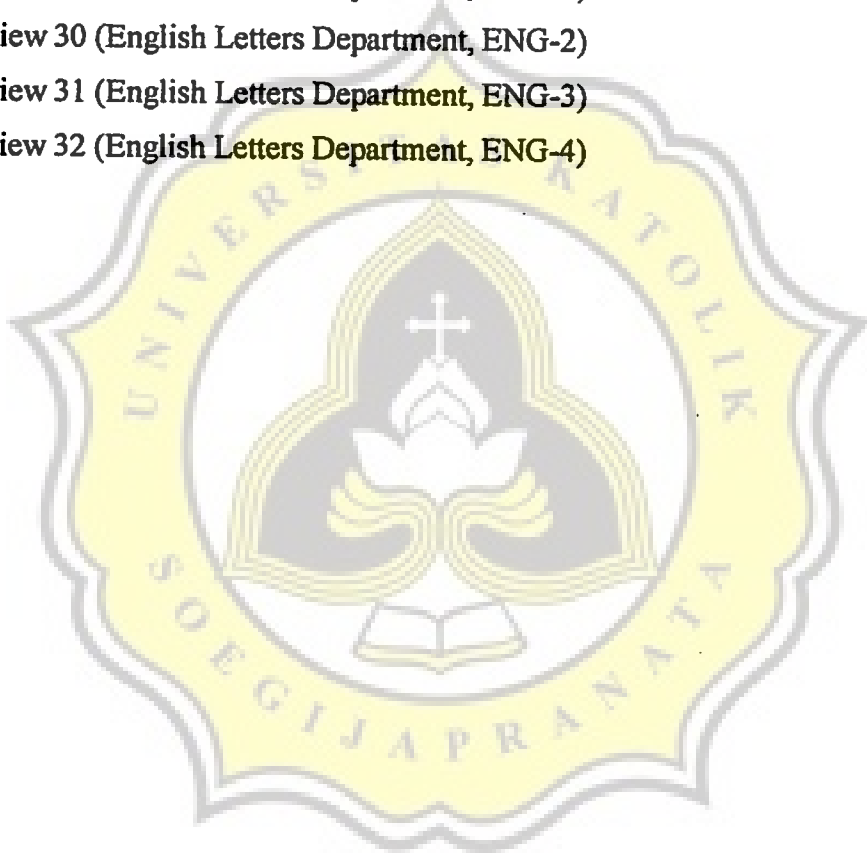 iew 30 (English Letters Department, ENG-2)
iew 31 (English Letters Department, ENG-3)
iew 32 (English Letters Department, ENG-4)
UNIVERSITAS KATOLIK
SOEGIJAPRANATA